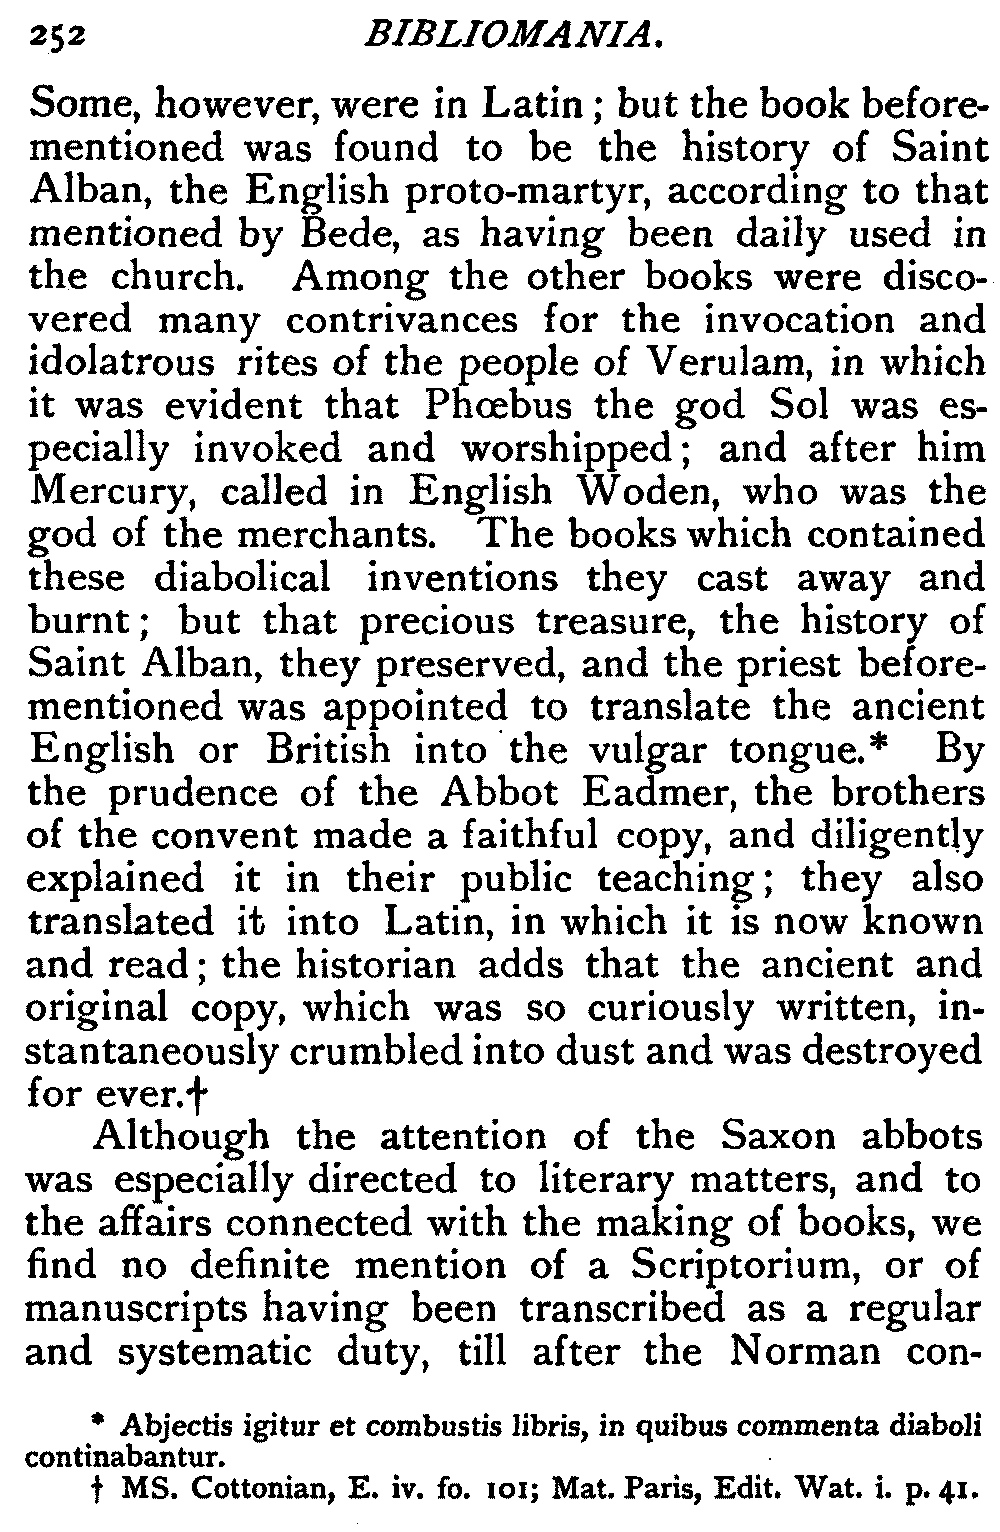 252 BIBLIOMANIA.
Some, however, were in Latin ; but the book before-
mentioned was found to be the history of Saint
Alban, the English proto-martyr, according to that
mentioned by Bede, as having been daily used in
the church. Among the other books were disco-
vered many contrivances for the invocation and
idolatrous rites of the people of Verulam, in which
it was evident that Phœbus the god Sol was es-
pecially invoked and worshipped ; and after him
Mercury, called in English Woden, who was the
god of the merchants. The books which contained
these diabolical inventions they cast away and
burnt ; but that precious treasure, the history of
Saint Alban, they preserved, and the priest before-
mentioned was appointed to translate the ancient
English or British into the vulgar tongue.* By
the prudence of the Abbot Eadmer, the brothers
of the convent made a faithful copy, and diligently
explained it in their public teaching ; they also
translated it into Latin, in which it is now known
and read ; the historian adds that the ancient and
original copy, which was so curiously written, in-
stantaneously crumbled into dust and was destroyed
for ever.†
Although the attention of the Saxon abbots
was especially directed to literary matters, and to
the affairs connected with the making of books, we
find no definite mention of a Scriptorium, or of
manuscripts having been transcribed as a regular
and systematic duty, till after the Norman con-
* Abjectis igitur et combustis libris, in quibus commenta diaboli
continabantur.
† MS. Cottonian, E. iv. fo. 101; Mat. Paris, Edit. Wat. i. p. 41.